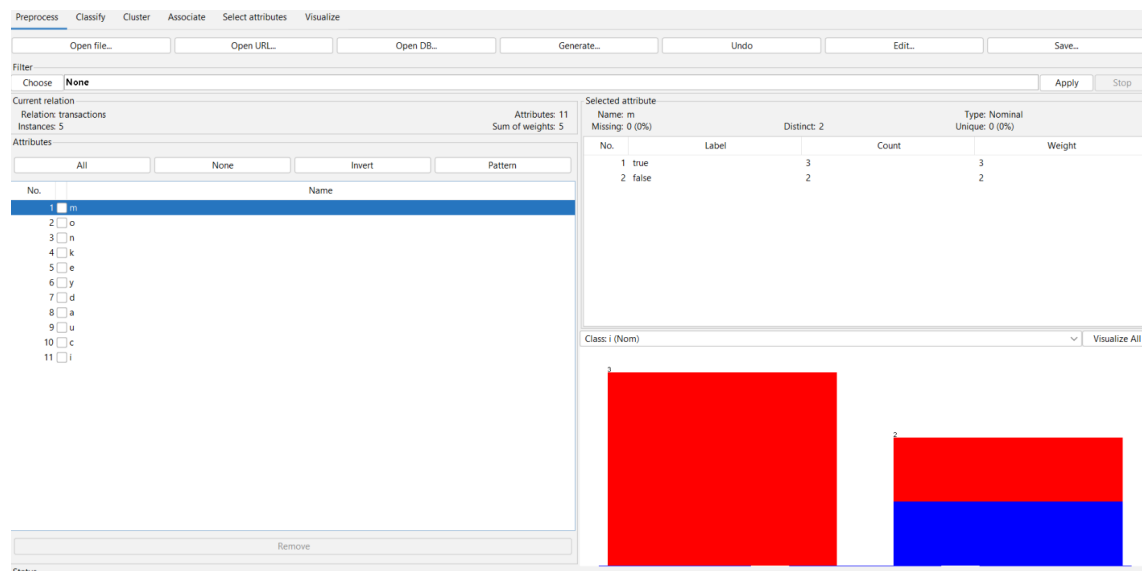 Preprocess Classify Cluster Associate Select attributes Visualize
Open file... Open URL... Open DB... Generate... Undo Edit... Save...
Filter
Choose None Apply Stop
Current relation
Relation: transactions Attributes: 11
Instances: 5 Sum of weights: 5
Attributes
All None Invert Pattern
No. Name
1 m
2 o
3 n
4 k
5 e
6 y
7 d
8 a
9 u
10 c
11 i
Remove
Status
Selected attribute
Name: m Type: Nominal
Missing: 0 (0%) Distinct: 2 Unique: 0 (0%)
No. Label Count Weight
1 true 3 3
2 false 2 2
Class: i (Nom) Visualize All
3
2